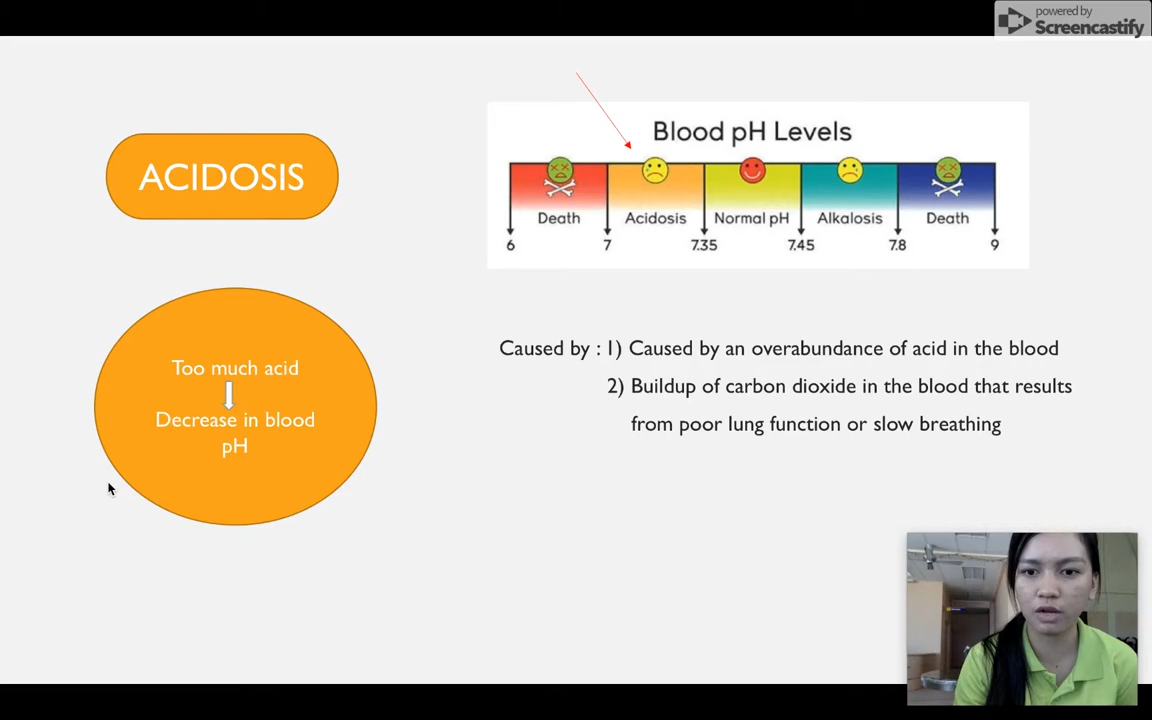 powered by
Screencastify
ACIDOSIS
Blood pH Levels
Death Acidosis Normal pH Alkalosis Death
6 7 7.35 7.45 7.8 9
Too much acid
Decrease in blood
pH
Caused by : 1) Caused by an overabundance of acid in the blood
2) Buildup of carbon dioxide in the blood that results
from poor lung function or slow breathing